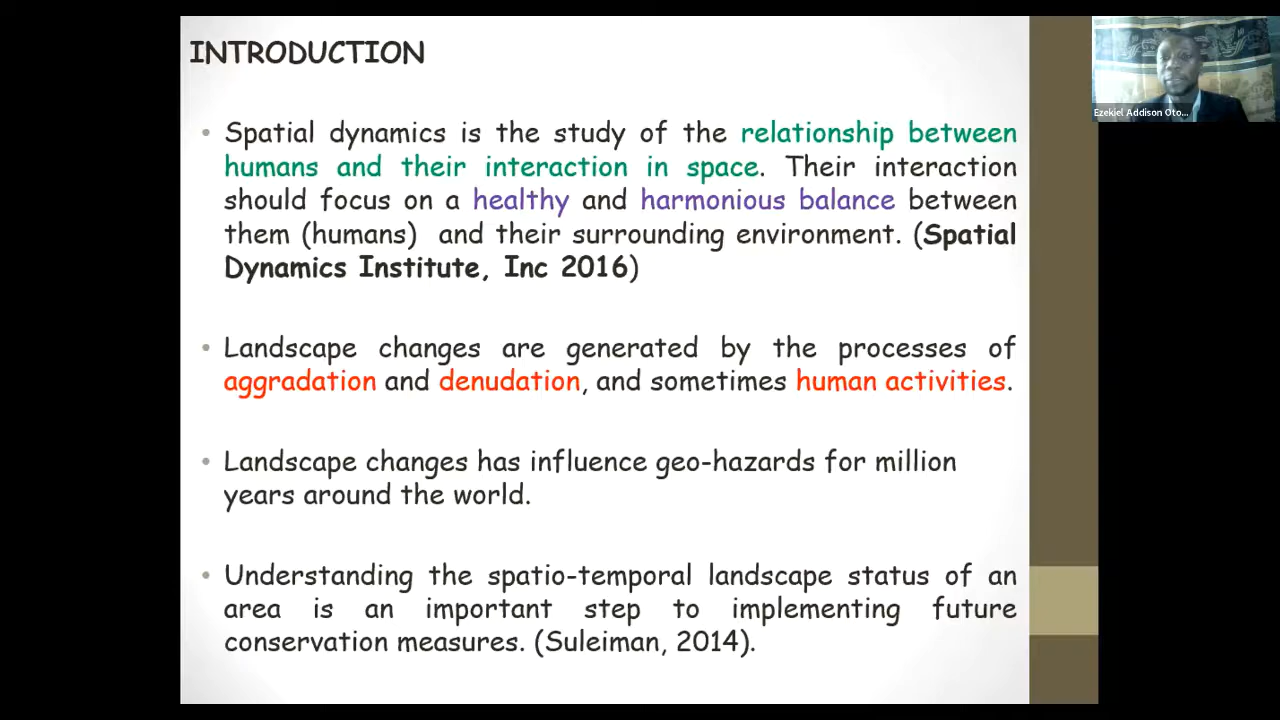 INTRODUCTION
• Spatial dynamics is the study of the relationship between
humans and their interaction in space. Their interaction
should focus on a healthy and harmonious balance between
them (humans) and their surrounding environment. (Spatial
Dynamics Institute, Inc 2016)
• Landscape changes are generated by the processes of
aggradation and denudation, and sometimes human activities.
• Landscape changes has influence geo-hazards for million
years around the world.
• Understanding the spatio-temporal landscape status of an
area is an important step to implementing future
conservation measures. (Suleiman, 2014).
Ezekiel Addison Oto...